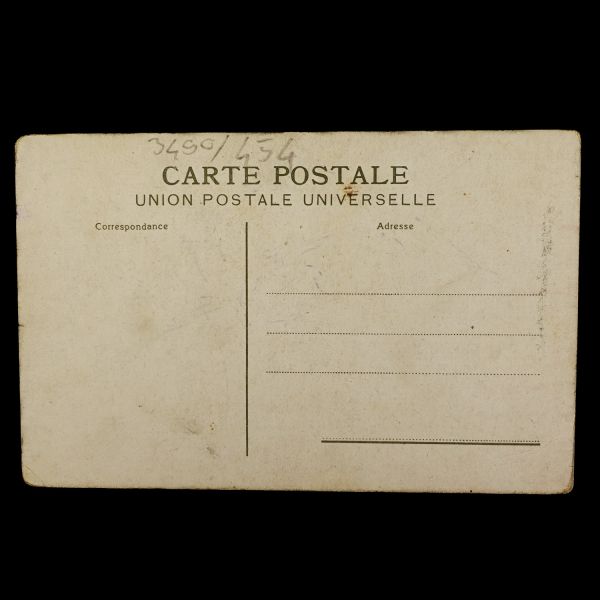 3490/454
CARTE POSTALE
UNION POSTALE UNIVERSELLE
Correspondance
Adresse